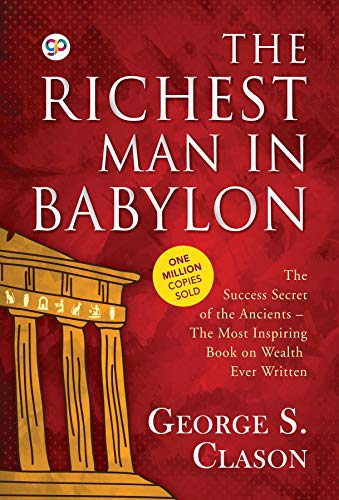 gp
THE
RICHEST
MAN IN
BABYLON
ONE
MILLION
COPIES
SOLD
The
Success Secret
of the Ancients –
The Most Inspiring
Book on Wealth
Ever Written
GEORGE S.
CLASON